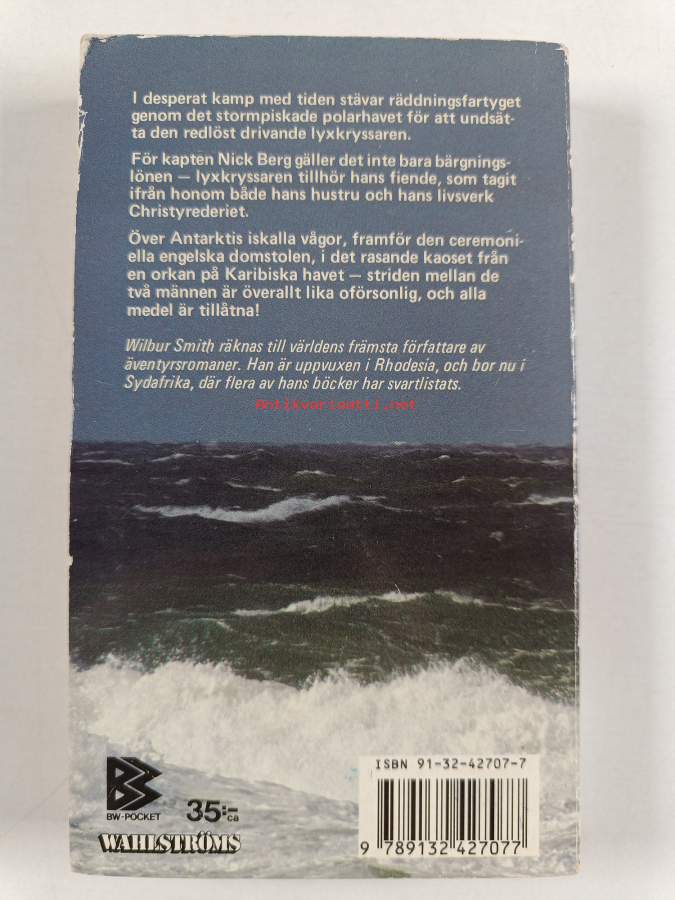 I desperat kamp med tiden stävar räddningsfartyget
genom det stormpiskade polarhavet för att undsät-
ta den redlöst drivande lyxkryssaren.
För kapten Nick Berg gäller det inte bara bärgnings-
lönen – lyxkryssaren tillhör hans fiende, som tagit
ifrån honom både hans hustru och hans livsverk
Christyrederiet.
Över Antarktis iskalla vågor, framför den ceremoni-
ella engelska domstolen, i det rasande kaoset från
en orkan på Karibiska havet – striden mellan de
två männen är överallt lika oförsonlig, och alla
medel är tillåtna!
Wilbur Smith räknas till världens främsta författare av
äventyrsromaner. Han är uppvuxen i Rhodesia, och bor nu i
Sydafrika, där flera av hans böcker har svartlistats.
Antikvariaatti.net
ISBN 91-32-42707-7
BW-POCKET
35:-
ca
WAHLSTRÖMS
9 789132 427077